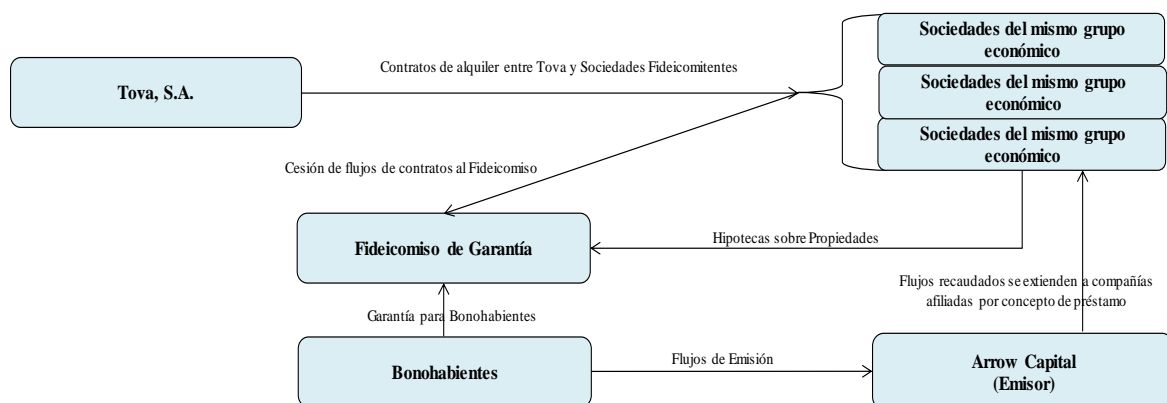 Sociedades del mismo grupo
económico
Contratos de alquiler entre Tova y Sociedades Fideicomitentes
Tova, S.A.
Sociedades del mismo grupo
económico
Sociedades del mismo grupo
económico
Cesión de flujos de contratos al Fideicomiso
Fideicomiso de Garantía
Hipotecas sobre Propiedades
Flujos recaudados se extienden a compañías
afiliadas por concepto de préstamo
Garantía para Bonohabientes
Bonohabientes
Flujos de Emisión
Arrow Capital
(Emisor)